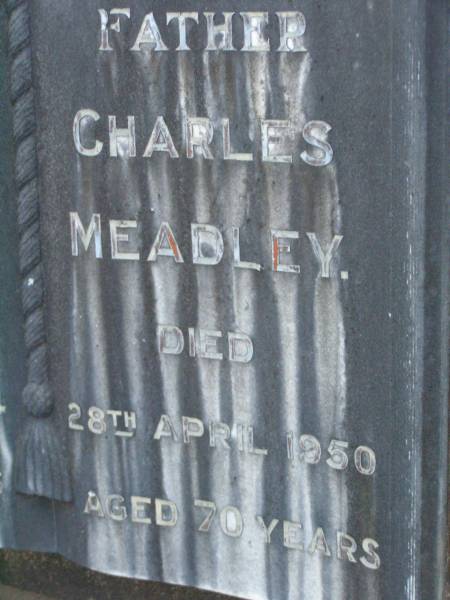 FATHER
CHARLES
MEADLEY.
DIED
28TH APRIL 1950
AGED 70 YEARS